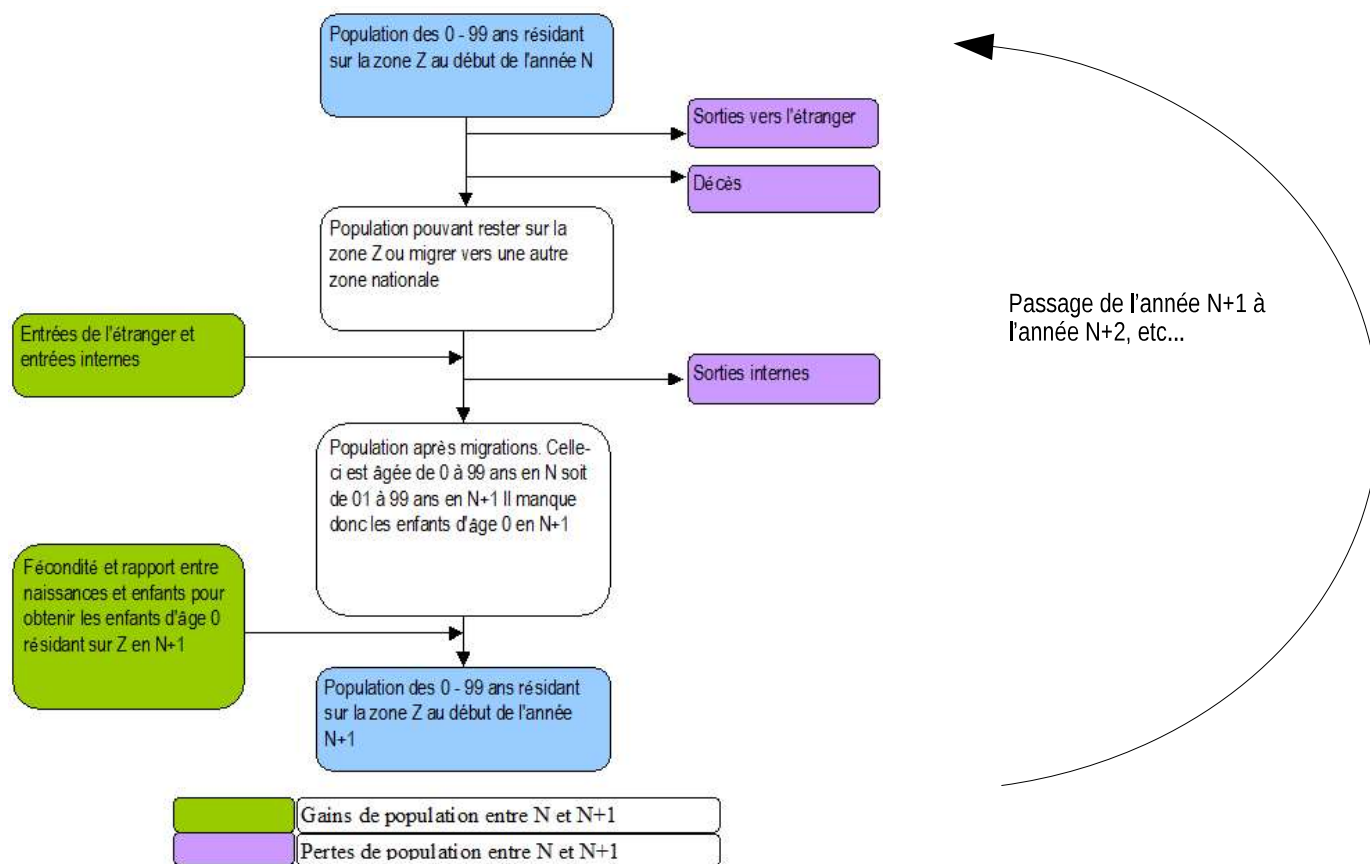 Population des 0 - 99 ans résidant
sur la zone Z au début de l'année N
Sorties vers l'étranger
Décès
Population pouvant rester sur la
zone Z ou migrer vers une autre
zone nationale
Entrées de l'étranger et
entrées internes
Sorties internes
Passage de l'année N+1 à
l'année N+2, etc...
Population après migrations. Celle-
ci est âgée de 0 à 99 ans en N soit
de 01 à 99 ans en N+1 Il manque
donc les enfants d'âge 0 en N+1
Fécondité et rapport entre
naissances et enfants pour
obtenir les enfants d'âge 0
résidant sur Z en N+1
Population des 0 - 99 ans résidant
sur la zone Z au début de l'année
N+1
Gains de population entre N et N+1
Pertes de population entre N et N+1